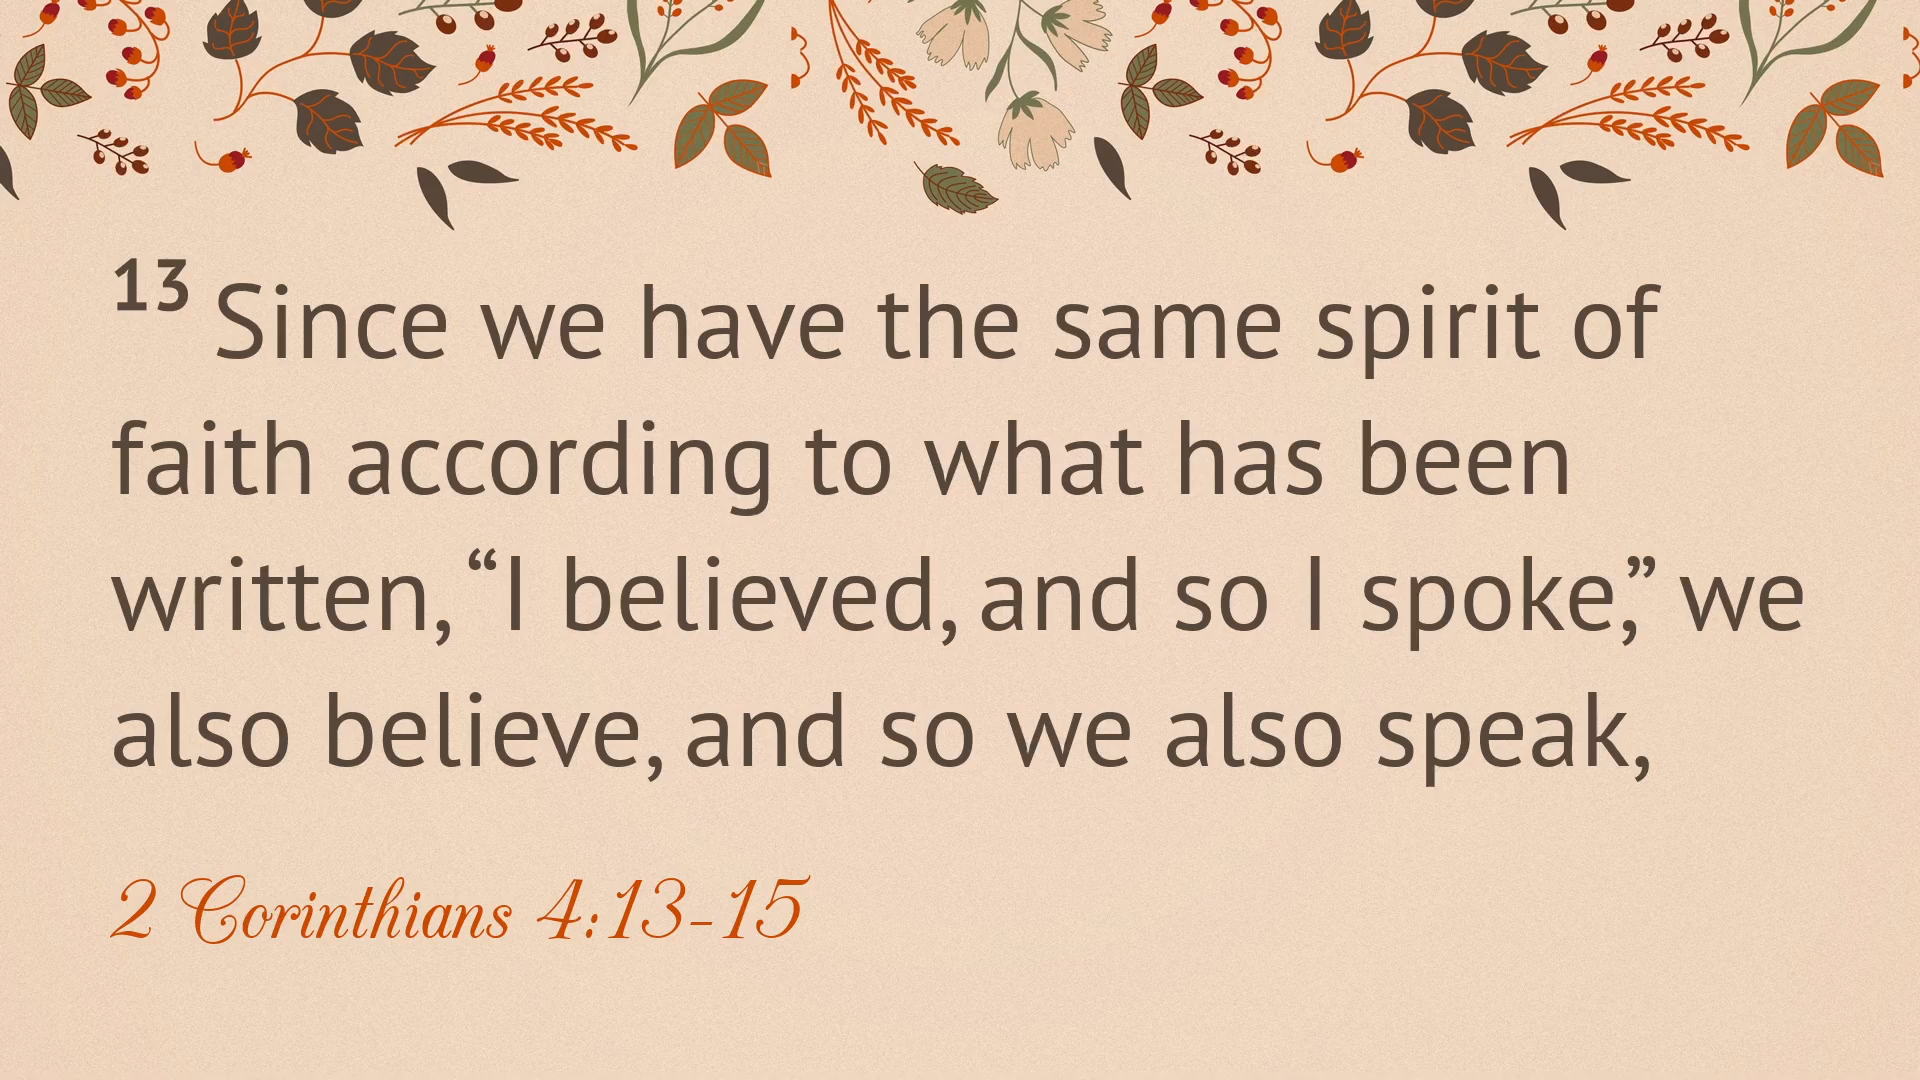 13 Since we have the same spirit of
faith according to what has been
written, “I believed, and so I spoke,” we
also believe, and so we also speak,
2 Corinthians 4:13-15